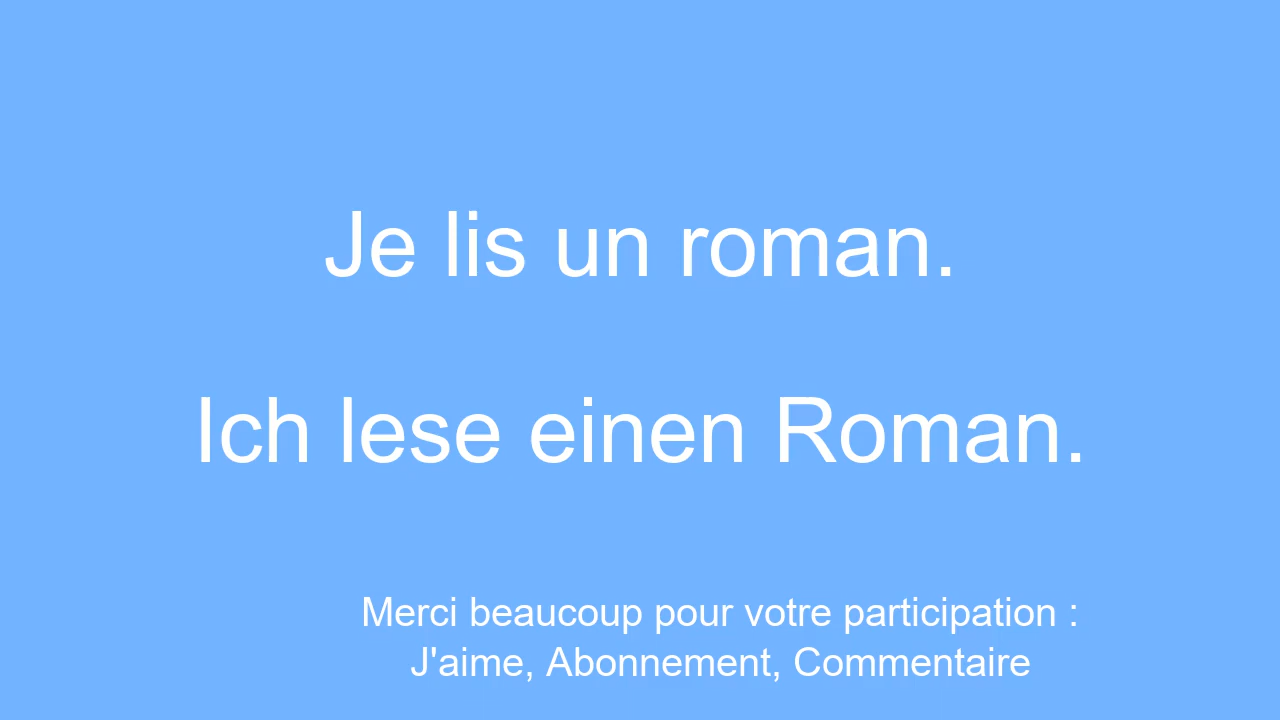 Je lis un roman.
Ich lese einen Roman.
Merci beaucoup pour votre participation :
J'aime, Abonnement, Commentaire